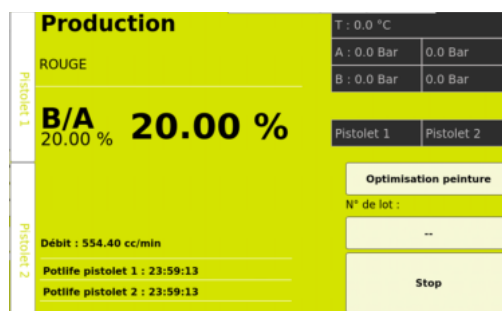 Production
ROUGE
B/A
20.00 %
20.00 %
Débit : 554.40 cc/min
Potlife pistolet 1 : 23:59:13
Potlife pistolet 2 : 23:59:13
Pistolet 1
Pistolet 2
T : 0.0 °C
A : 0.0 Bar 0.0 Bar
B : 0.0 Bar 0.0 Bar
Pistolet 1 Pistolet 2
Optimisation peinture
N° de lot :
--
Stop